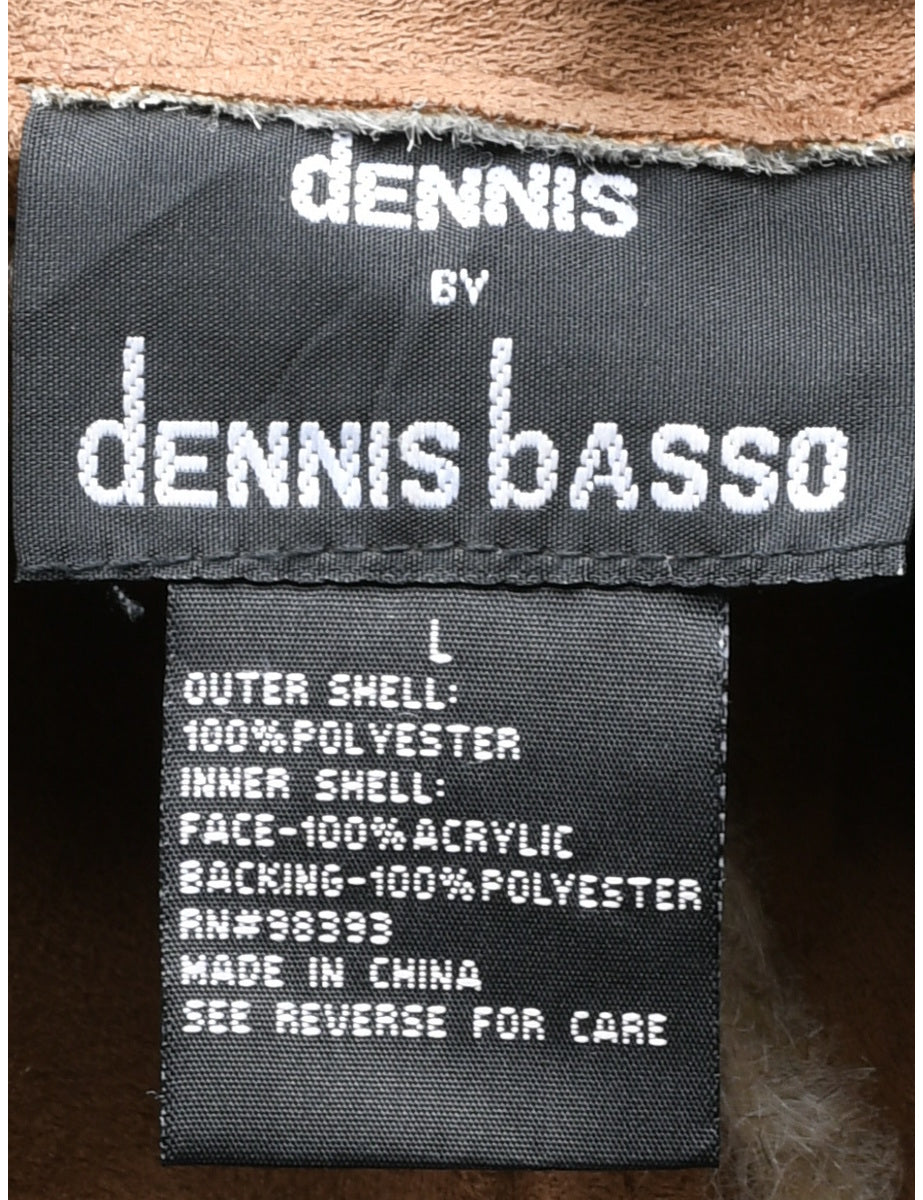 dENNIS
BY
dENNIS bASSO
L
OUTER SHELL:
100%POLYESTER
INNER SHELL:
FACE-100%ACRYLIC
BACKING-100%POLYESTER
RN#98393
MADE IN CHINA
SEE REVERSE FOR CARE